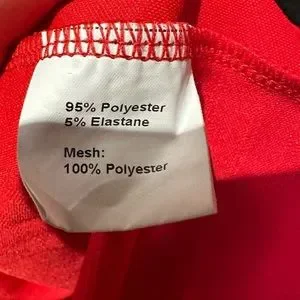 95% Polyester
5% Elastane
Mesh:
100% Polyester